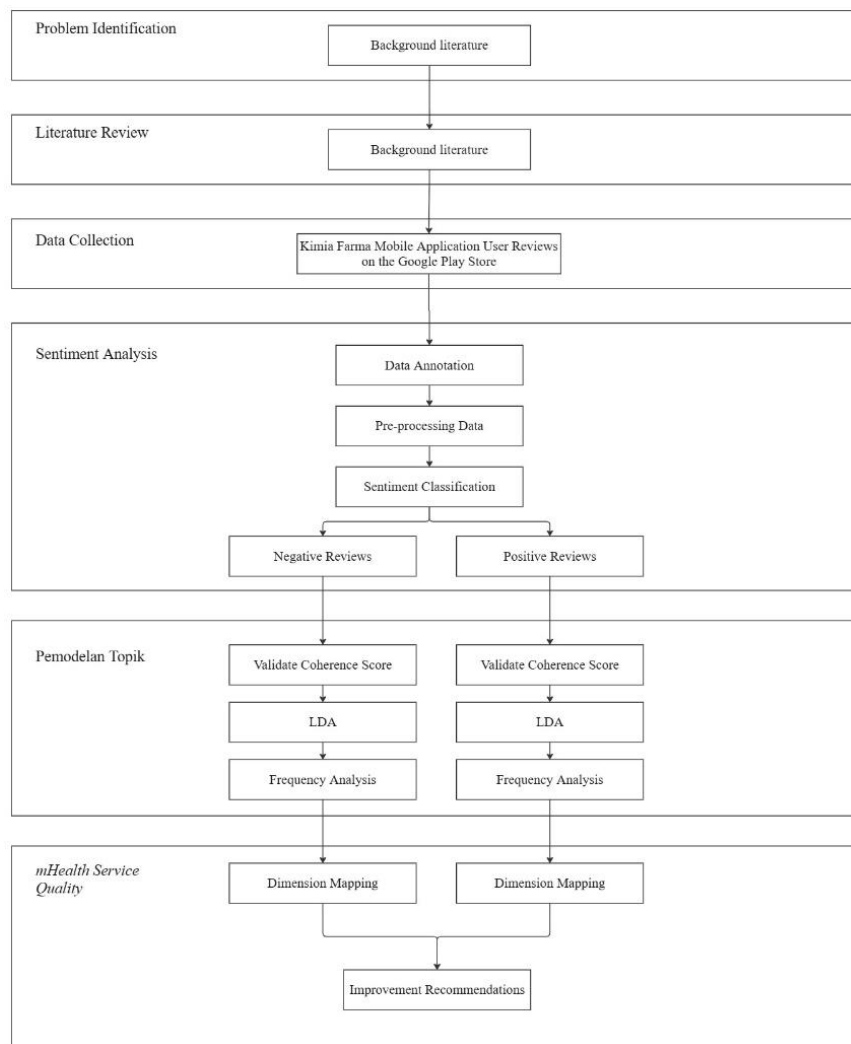 Problem Identification
Background literature
Literature Review
Background literature
Data Collection
Kimia Farma Mobile Application User Reviews
on the Google Play Store
Sentiment Analysis
Data Annotation
Pre-processing Data
Sentiment Classification
Negative Reviews
Positive Reviews
Pemodelan Topik
Validate Coherence Score
Validate Coherence Score
LDA
LDA
Frequency Analysis
Frequency Analysis
mHealth Service
Quality
Dimension Mapping
Dimension Mapping
Improvement Recommendations